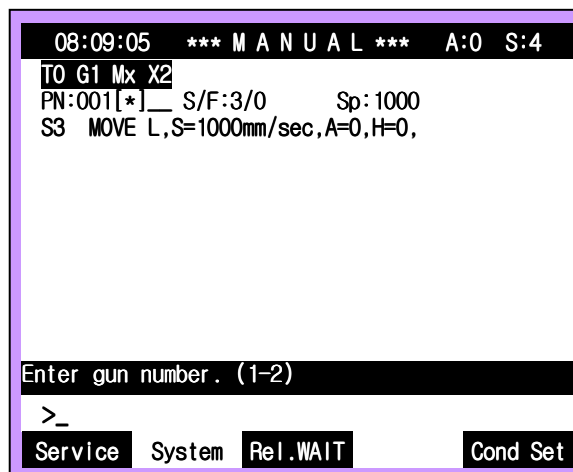 08:09:05 *** M A N U A L *** A:0 S:4
T0 G1 Mx X2
PN:001[*]__ S/F:3/0 Sp:1000
S3 MOVE L,S=1000mm/sec,A=0,H=0,
Enter gun number. (1-2)
>_
Service System Rel.WAIT Cond Set